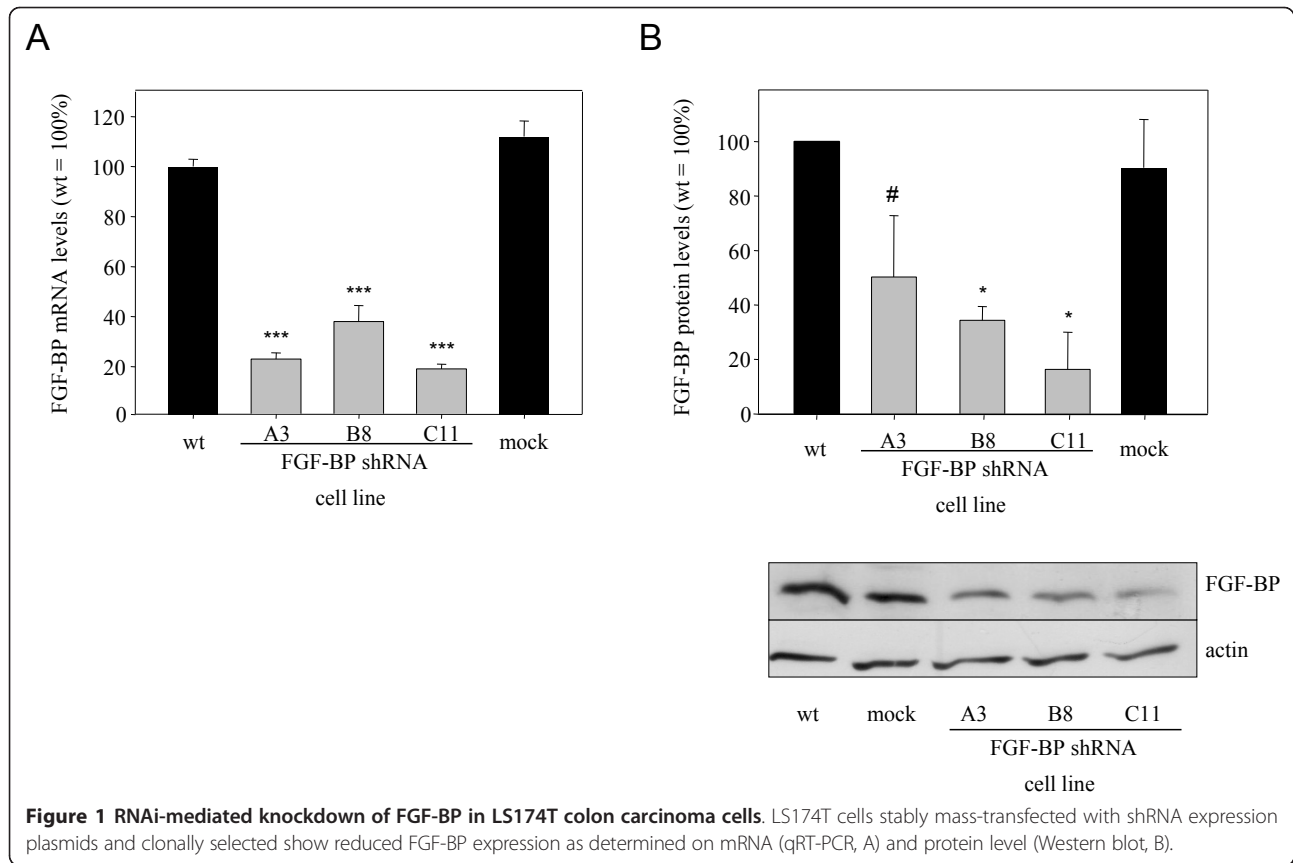 A
FGF-BP mRNA levels (wt = 100%)
120
100
80
60
40
20
0
***
***
***
wt
A3 B8 C11
mock
FGF-BP shRNA
cell line
B
FGF-BP protein levels (wt = 100%)
100
80
60
40
20
0
#
*
*
wt
A3 B8 C11
mock
FGF-BP shRNA
cell line
FGF-BP
actin
wt mock A3 B8 C11
FGF-BP shRNA
cell line
Figure 1 RNAi-mediated knockdown of FGF-BP in LS174T colon carcinoma cells. LS174T cells stably mass-transfected with shRNA expression
plasmids and clonally selected show reduced FGF-BP expression as determined on mRNA (qRT-PCR, A) and protein level (Western blot, B).